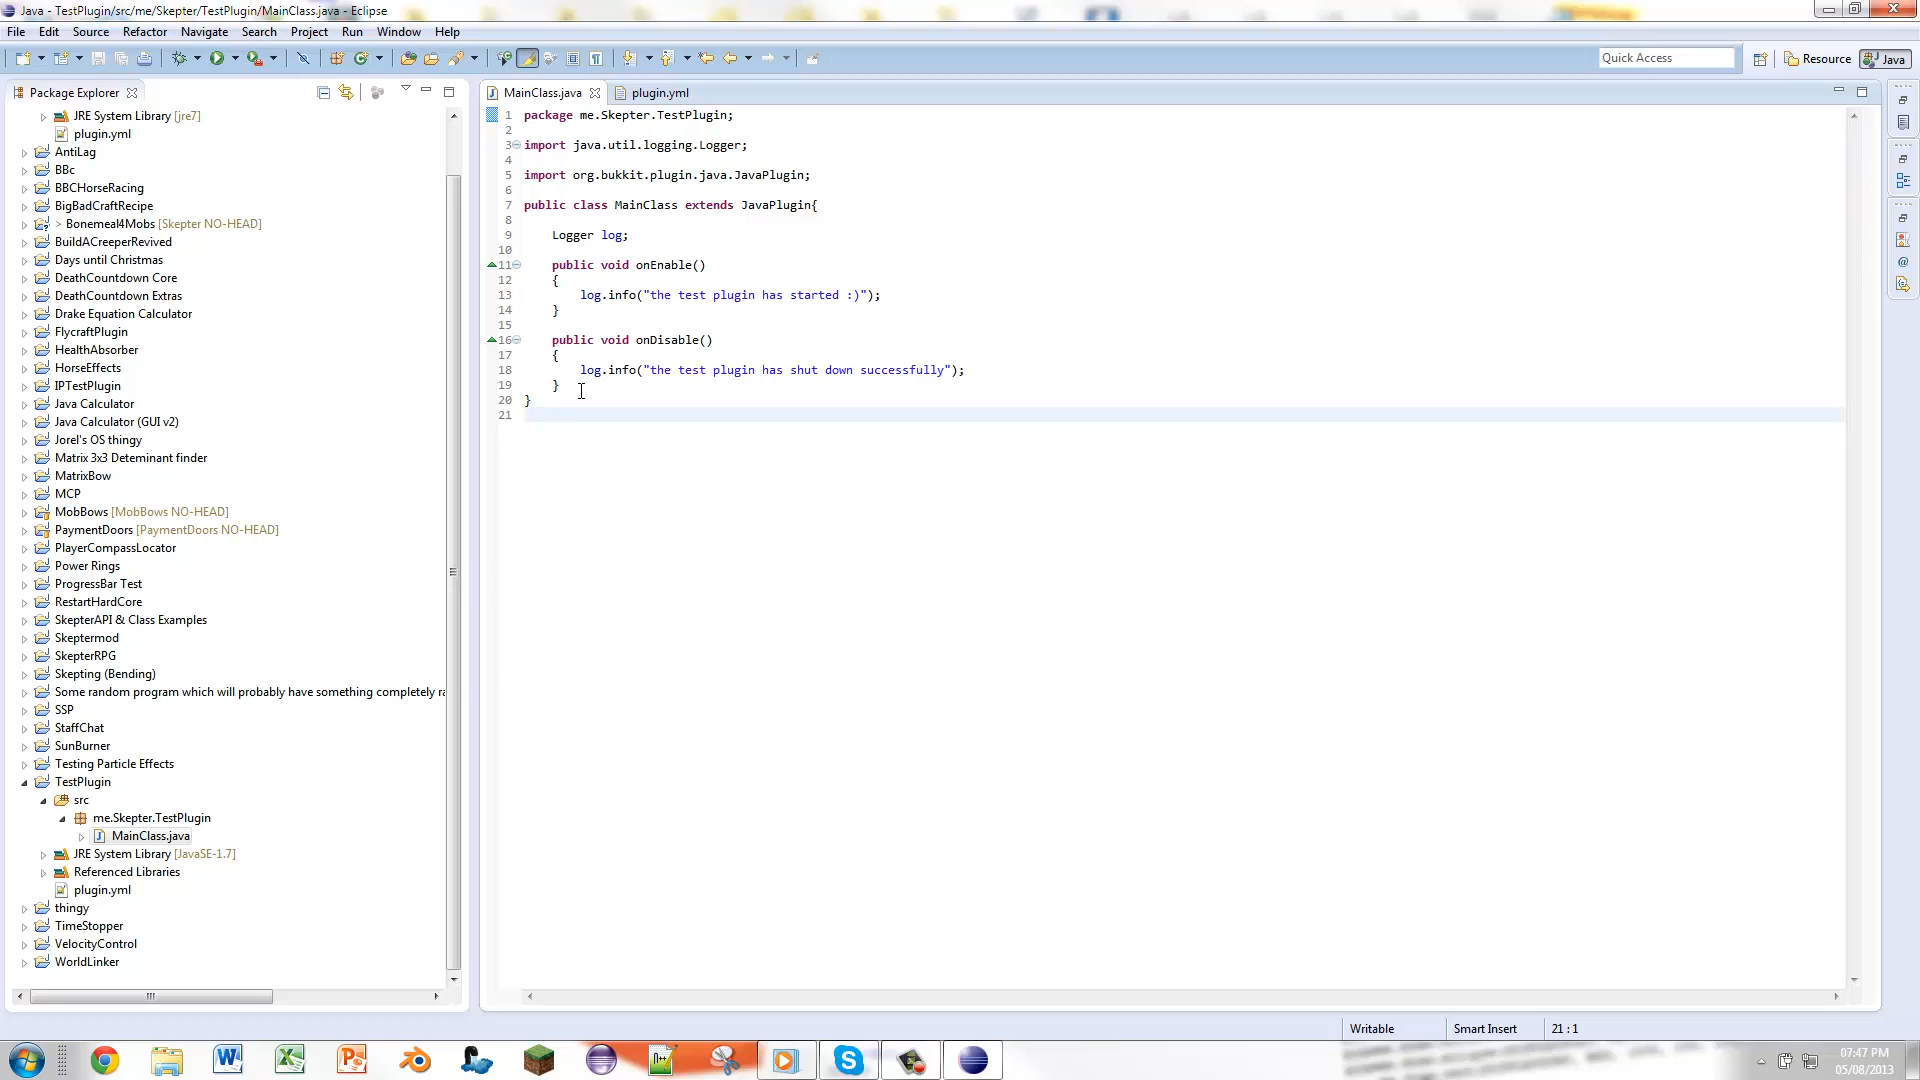 Java - TestPlugin/src/me/Skepter/TestPlugin/MainClass.java - Eclipse
File Edit Source Refactor Navigate Search Project Run Window Help
Quick Access
Resource
Java
Package Explorer
MainClass.java
plugin.yml
JRE System Library [jre7]
plugin.yml
AntiLag
BBc
BBCHorseRacing
BigBadCraftRecipe
> Bonemeal4Mobs [Skepter NO-HEAD]
BuildACreeperRevived
Days until Christmas
DeathCountdown Core
DeathCountdown Extras
Drake Equation Calculator
FlycraftPlugin
HealthAbsorber
HorseEffects
IPTestPlugin
Java Calculator
Java Calculator (GUI v2)
Jorel's OS thingy
Matrix 3x3 Deteminant finder
MatrixBow
MCP
MobBows [MobBows NO-HEAD]
PaymentDoors [PaymentDoors NO-HEAD]
PlayerCompassLocator
Power Rings
ProgressBar Test
RestartHardCore
SkepterAPI & Class Examples
Skeptermod
SkepterRPG
Skepting (Bending)
Some random program which will probably have something completely ra
SSP
StaffChat
SunBurner
Testing Particle Effects
TestPlugin
src
me.Skepter.TestPlugin
MainClass.java
JRE System Library [JavaSE-1.7]
Referenced Libraries
plugin.yml
thingy
TimeStopper
VelocityControl
WorldLinker
1 package me.Skepter.TestPlugin;
2
3 import java.util.logging.Logger;
4
5 import org.bukkit.plugin.java.JavaPlugin;
6
7 public class MainClass extends JavaPlugin{
8
9 Logger log;
10
11 public void onEnable()
12 {
13 log.info("the test plugin has started :)");
14 }
15
16 public void onDisable()
17 {
18 log.info("the test plugin has shut down successfully");
19 }
20 }
21
Writable
Smart Insert
21 : 1
07:47 PM
05/08/2013